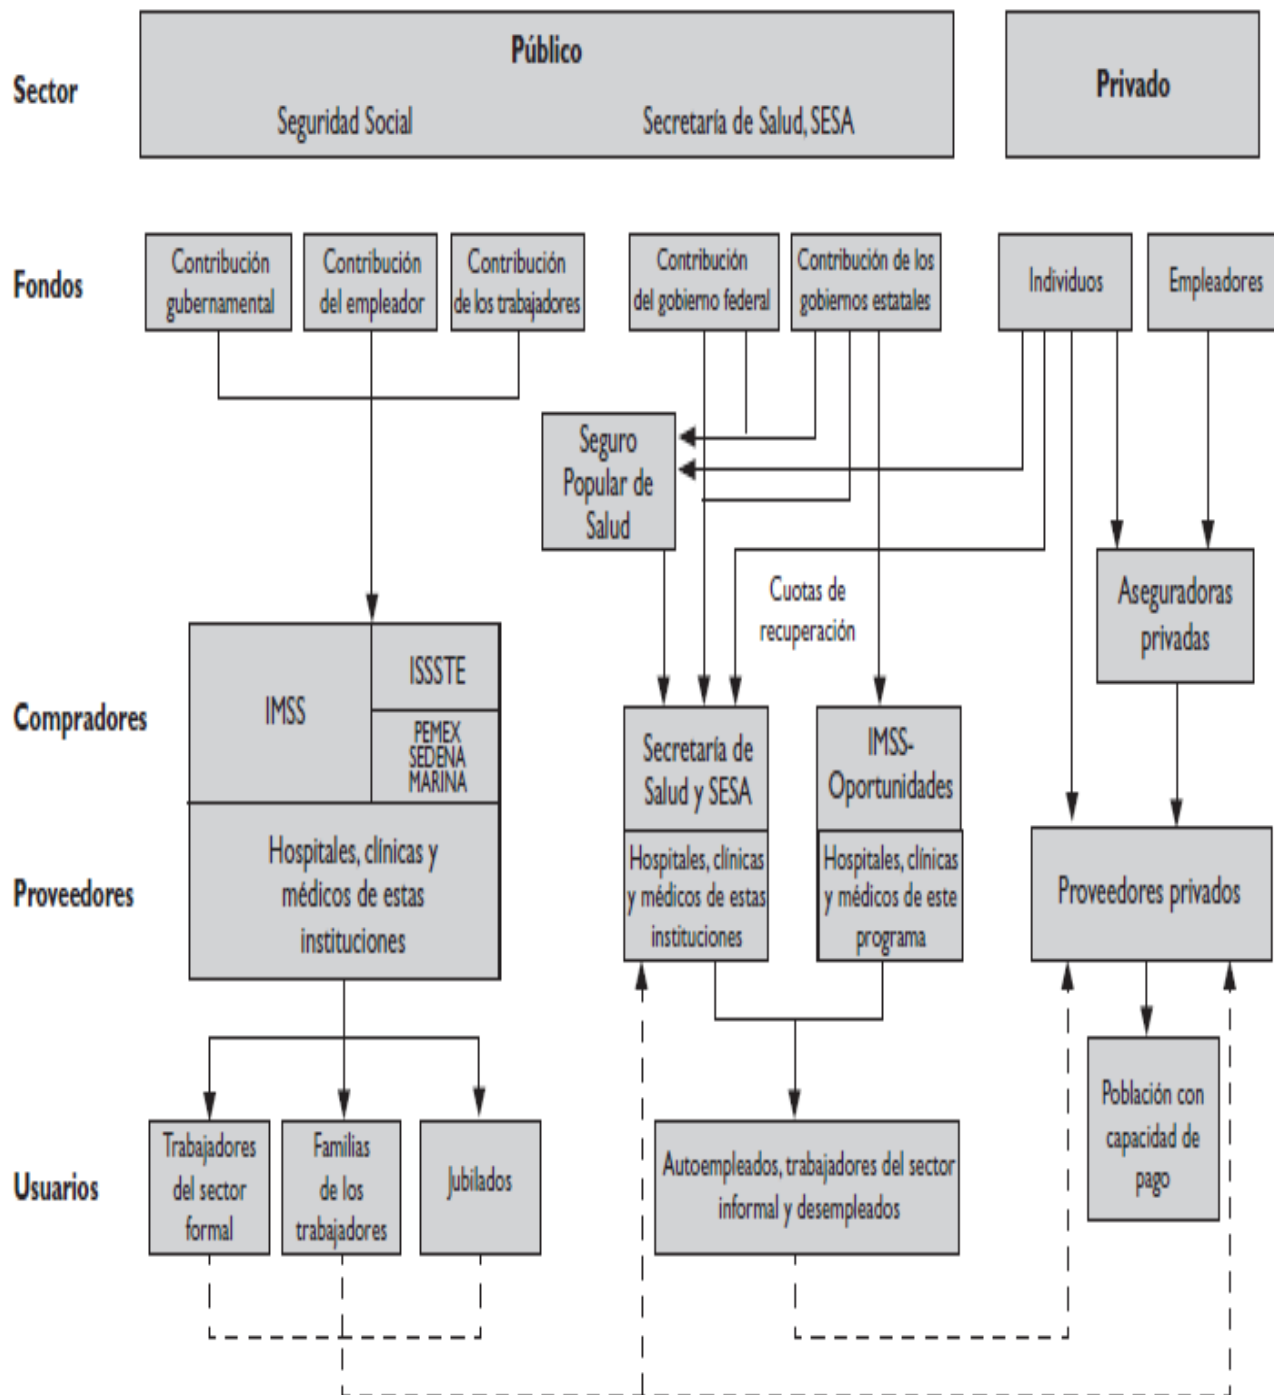 Sector
Público
Seguridad Social
Secretaría de Salud, SESA
Privado
Fondos
Contribución
gubernamental
Contribución
del empleador
Contribución
de los trabajadores
Contribución
del gobierno federal
Contribución de los
gobiernos estatales
Individuos
Empleadores
Seguro
Popular de
Salud
Cuotas de
recuperación
Aseguradoras
privadas
Compradores
IMSS
ISSSTE
PEMEX
SEDENA
MARINA
Secretaría de
Salud y SESA
IMSS-
Oportunidades
Proveedores
Hospitales, clínicas y
médicos de estas
instituciones
Hospitales, clínicas
y médicos de estas
instituciones
Hospitales, clínicas
y médicos de este
programa
Proveedores privados
Usuarios
Trabajadores
del sector
formal
Familias
de los
trabajadores
Jubilados
Autoempleados, trabajadores del sector
informal y desempleados
Población con
capacidad de
pago